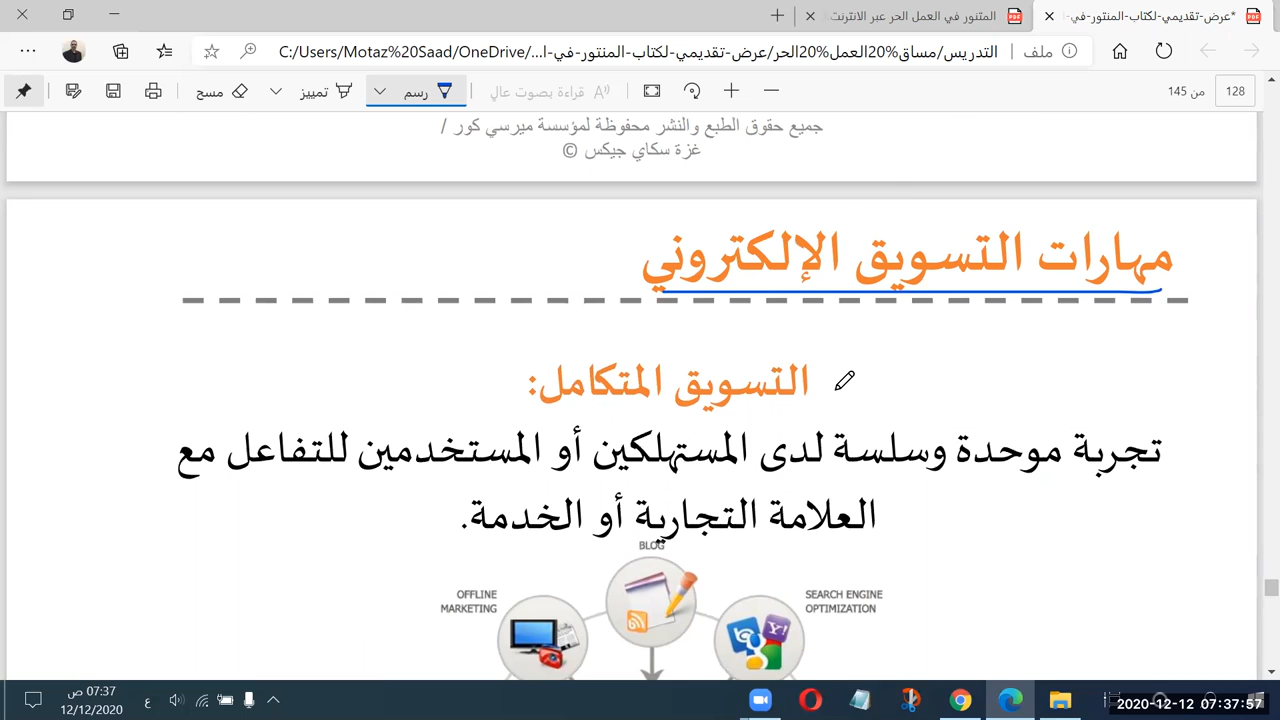 *عرض-تقديمي-لكتاب-المنتور-في-ا
المتنور في العمل الحر عبر الانترنت
C:/Users/Motaz%20Saad/OneDrive/التدريس/مساق%20العمل%20الحر/عرض-تقديمي-لكتاب-المنتور-في-ا...
ملف
128
من 145
قراءة بصوت عالٍ
رسم
تمييز
مسح
جميع حقوق الطبع والنشر محفوظة لمؤسسة ميرسي كور /
غزة سكاي جيكس ©
مهارات التسويق الإلكتروني
التسويق المتكامل:
تجربة موحدة وسلسة لدى المستهلكين أو المستخدمين للتفاعل مع
العلامة التجارية أو الخدمة.
BLOG
OFFLINE
MARKETING
SEARCH ENGINE
OPTIMIZATION
07:37 ص
12/12/2020
ع
2020-12-12 07:37:57